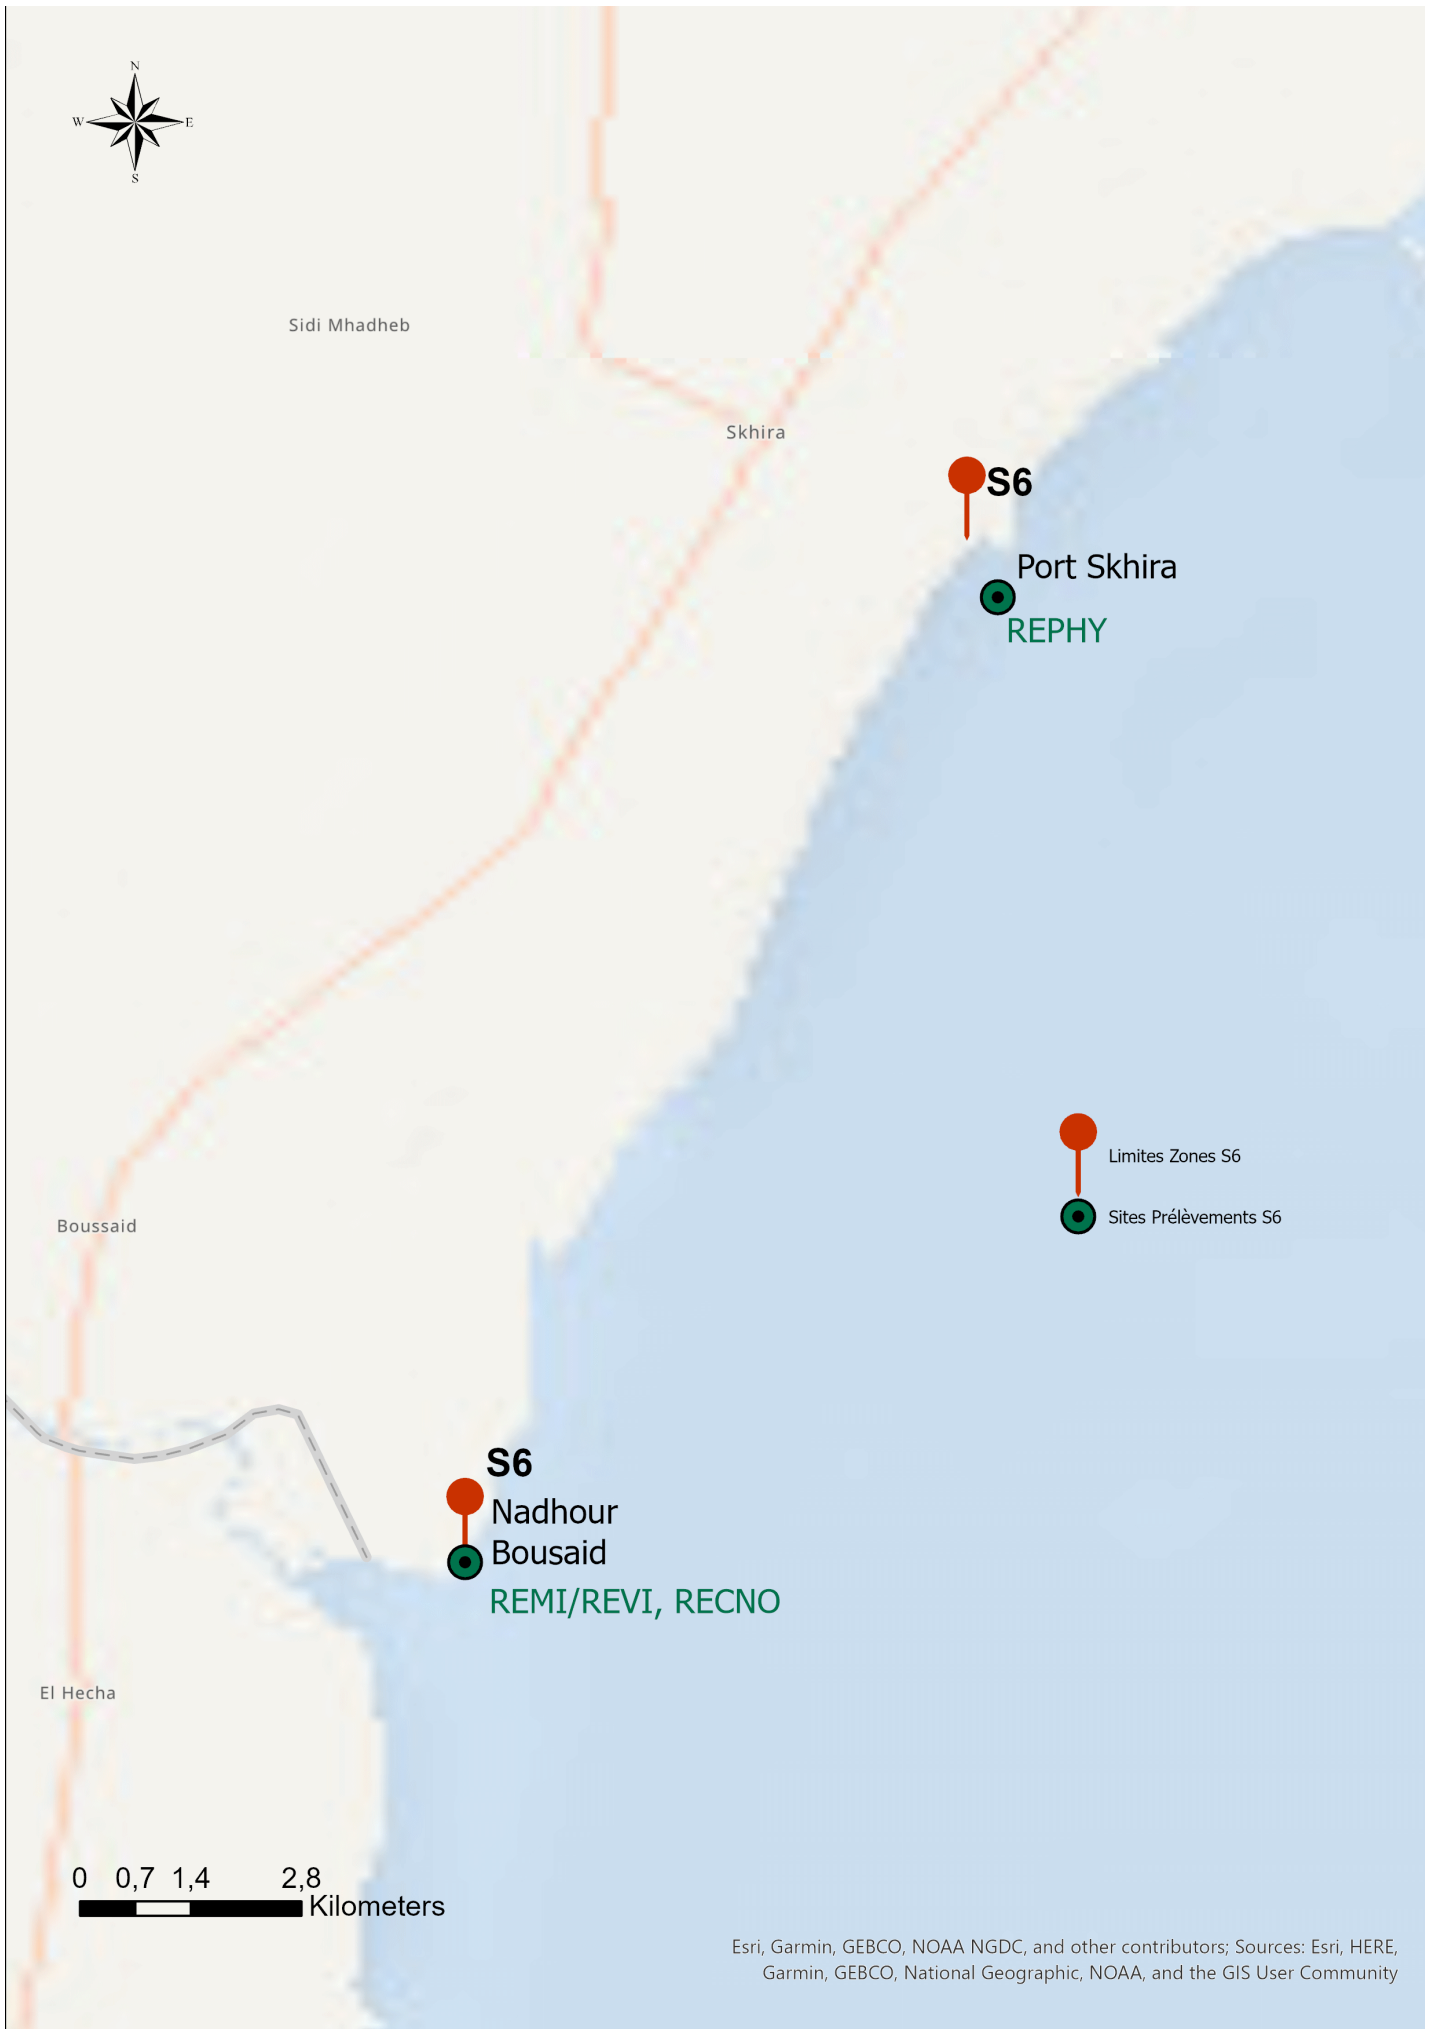 N
W E
S
Sidi Mhadheb
Skhira
S6
Port Skhira
REPHY
Limites Zones S6
Sites Prélèvements S6
Boussaid
S6
Nadhour
Bousaid
REMI/REVI, RECNO
El Hecha
0 0,7 1,4 2,8
Kilometers
Esri, Garmin, GEBCO, NOAA NGDC, and other contributors; Sources: Esri, HERE,
Garmin, GEBCO, National Geographic, NOAA, and the GIS User Community